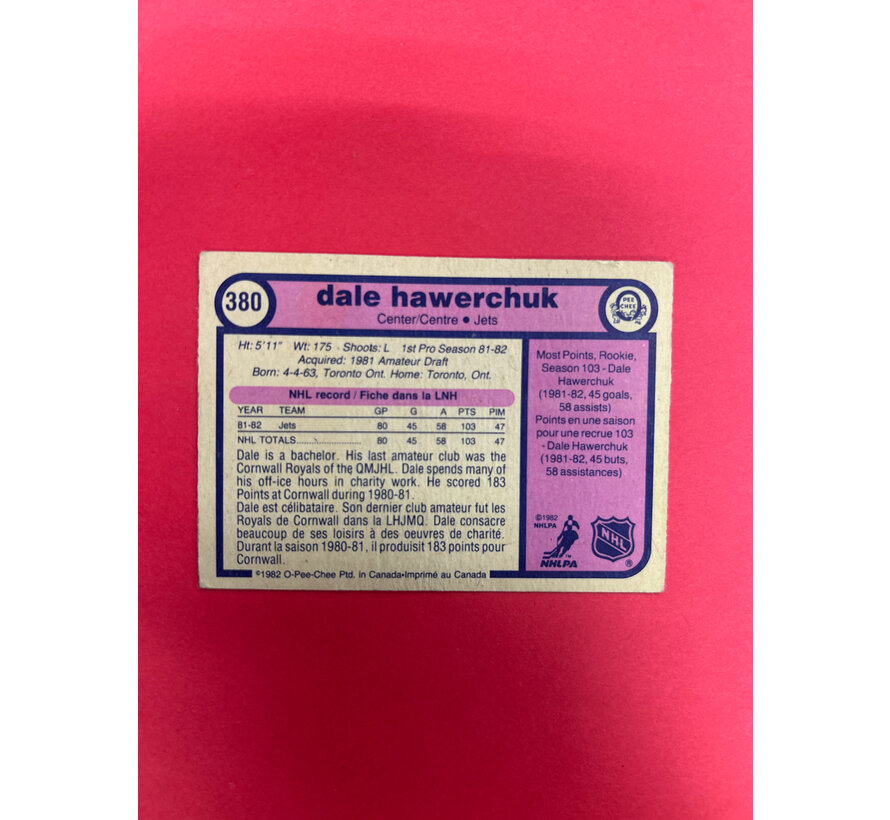 380
dale hawerchuk
Center/Centre • Jets
O PEE CHEE
Ht: 5'11" Wt: 175 Shoots: L 1st Pro Season 81-82
Acquired: 1981 Amateur Draft
Born: 4-4-63, Toronto Ont. Home: Toronto, Ont.
NHL record / Fiche dans la LNH
YEAR TEAM GP G A PTS PIM
81-82 Jets 80 45 58 103 47
NHL TOTALS........................ 80 45 58 103 47
Dale is a bachelor. His last amateur club was the
Cornwall Royals of the QMJHL. Dale spends many of
his off-ice hours in charity work. He scored 183
Points at Cornwall during 1980-81.
Dale est célibataire. Son dernier club amateur fut les
Royals de Cornwall dans la LHJMQ. Dale consacre
beaucoup de ses loisirs à des oeuvres de charité.
Durant la saison 1980-81, il produisit 183 points pour
Cornwall.
Most Points, Rookie,
Season 103 - Dale
Hawerchuk
(1981-82, 45 goals,
58 assists)
Points en une saison
pour une recrue 103
- Dale Hawerchuk
(1981-82, 45 buts,
58 assistances)
©1982
NHLPA
NHLPA
TM
NHL
®
©1982 O-Pee-Chee Ptd. in Canada•Imprimé au Canada